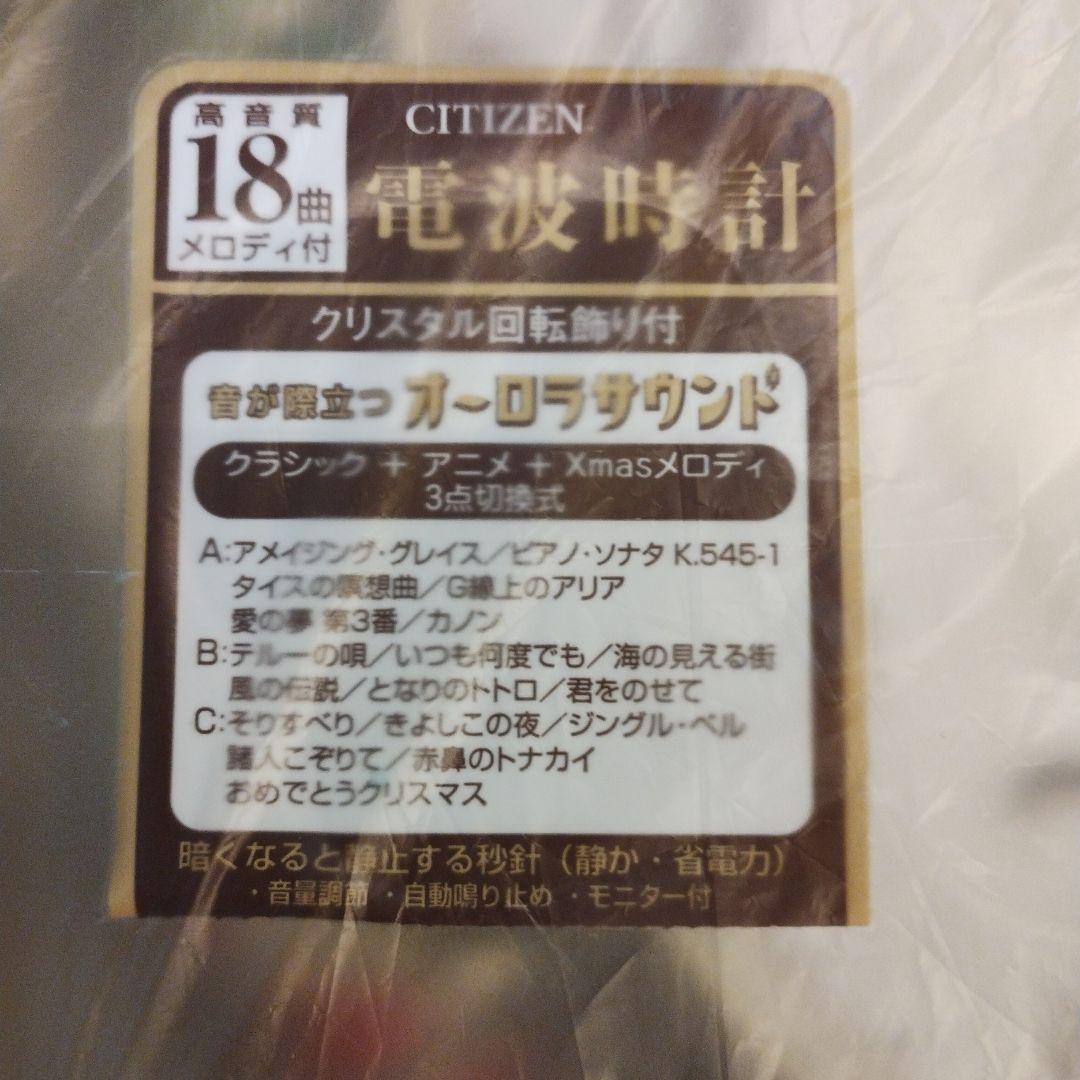 高音質
18曲
メロディ付
CITIZEN
電波時計
クリスタル回転飾り付
音が際立つ オーロラサウンド
クラシック + アニメ + Xmasメロディ
3点切換式
A:アメイジング・グレイス/ピアノ・ソナタ K.545-1
タイスの瞑想曲/G線上のアリア
愛の夢 第3番/カノン
B:テルーの唄/いつも何度でも/海の見える街
風の伝説/となりのトトロ/君をのせて
C:そりすべり/きよしこの夜/ジングル・ベル
諸人こぞりて/赤鼻のトナカイ
おめでとうクリスマス
暗くなると静止する秒針(静か・省電力)
・音量調節 ・自動鳴り止め ・モニター付